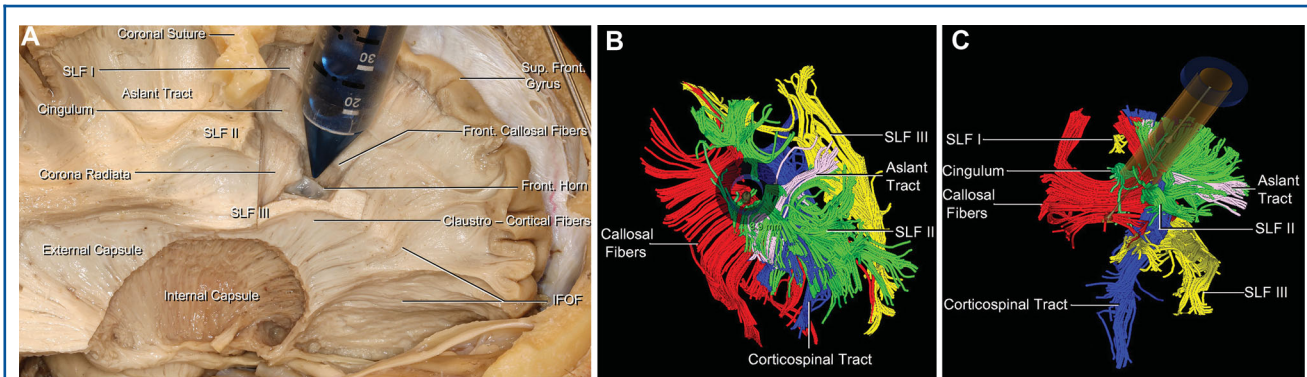 A
Coronal Suture
SLF I
Aslant Tract
Cingulum
SLF II
Corona Radiata
SLF III
External Capsule
Internal Capsule
30
20
Sup. Front.
Gyrus
Front. Callosal Fibers
Front. Horn
Claustro – Cortical Fibers
IFOF
B
SLF III
Aslant
Tract
SLF II
Callosal
Fibers
Corticospinal Tract
C
SLF I
Cingulum
Callosal
Fibers
Aslant
Tract
SLF II
Corticospinal Tract
SLF III